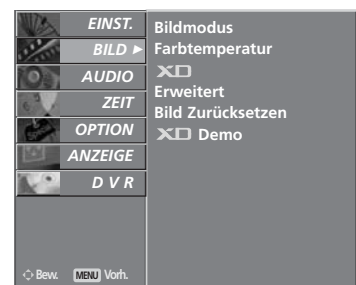 EINST.
BILD ►
AUDIO
ZEIT
OPTION
ANZEIGE
D V R
Bildmodus
Farbtemperatur
XD
Erweitert
Bild Zurücksetzen
XD Demo
Bew. MENU Vorh.